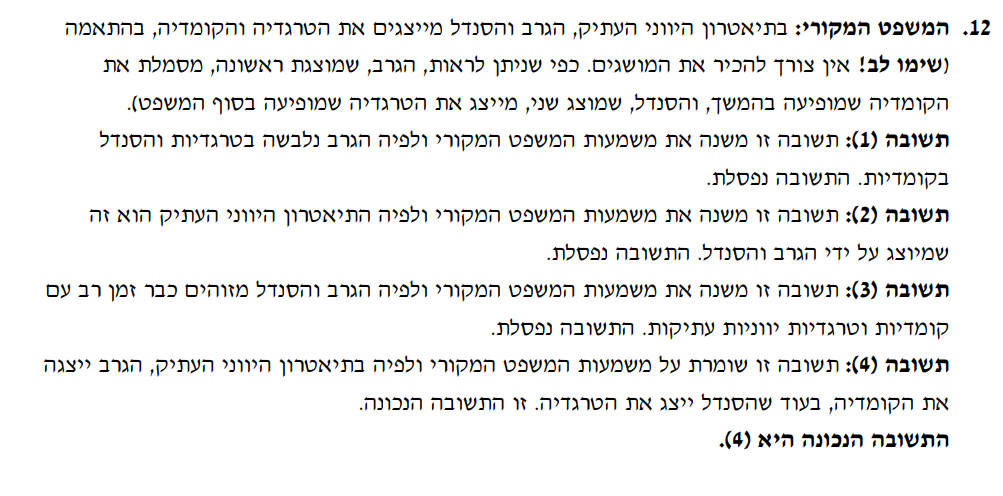 12. המשפט המקורי: בתיאטרון היווני העתיק, הגרב והסנדל מייצגים את הטרגדיה והקומדיה, בהתאמה
(שימו לב! אין צורך להכיר את המושגים. כפי שניתן לראות, הגרב, שמוצגת ראשונה, מסמלת את
הקומדיה שמופיעה בהמשך, והסנדל, שמוצג שני, מייצג את הטרגדיה שמופיעה בסוף המשפט).
תשובה (1): תשובה זו משנה את משמעות המשפט המקורי ולפיה הגרב נלבשה בטרגדיות והסנדל
בקומדיות. התשובה נפסלת.
תשובה (2): תשובה זו משנה את משמעות המשפט המקורי ולפיה התיאטרון היווני העתיק הוא זה
שמיוצג על ידי הגרב והסנדל. התשובה נפסלת.
תשובה (3): תשובה זו משנה את משמעות המשפט המקורי ולפיה הגרב והסנדל מזוהים כבר זמן רב עם
קומדיות וטרגדיות יווניות עתיקות. התשובה נפסלת.
תשובה (4): תשובה זו שומרת על משמעות המשפט המקורי ולפיה בתיאטרון היווני העתיק, הגרב ייצגה
את הקומדיה, בעוד שהסנדל ייצג את הטרגדיה. זו התשובה הנכונה.
התשובה הנכונה היא (4).